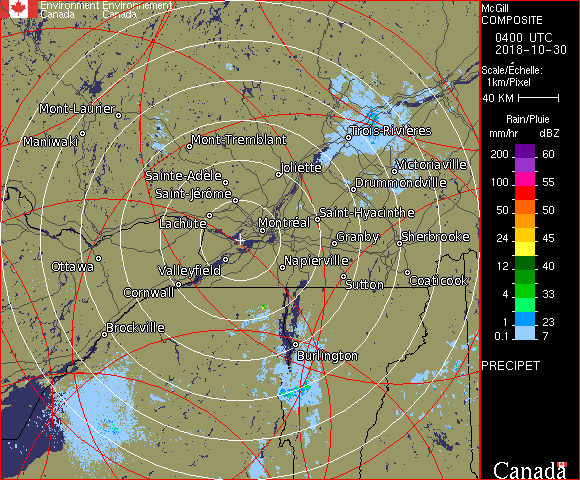 Environment Environnement
Canada Canada
McGill
COMPOSITE
0400 UTC
2018-10-30
Scale/Échelle:
1km/Pixel
40 KM
Rain/Pluie
mm/hr dBZ
200 60
155
100 55
50 50
24 45
12 40
4 33
1 23
0.1 7
PRECIPET
Canada
Mont-Laurier
Maniwaki
Mont-Tremblant
Trois-Rivières
Joliette
Victoriaville
Sainte-Adèle
Drummondville
Saint-Jérôme
Saint-Hyacinthe
Lachute
Montréal
Granby
Sherbrooke
Ottawa
Valleyfield
Napierville
Cornwall
Sutton
Coaticook
Brockville
Burlington